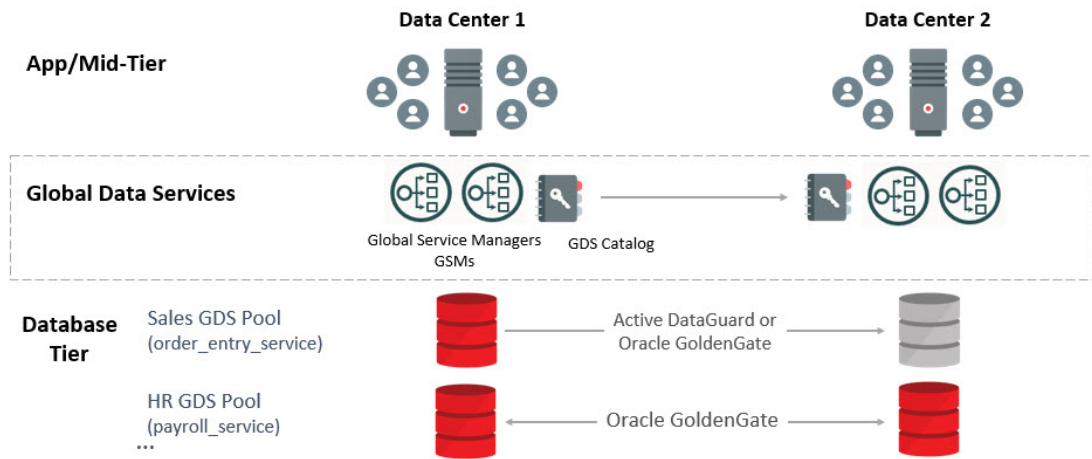 Data Center 1
Data Center 2
App/Mid-Tier
Global Data Services
Global Service Managers
GSMs
GDS Catalog
Database
Tier
Sales GDS Pool
(order_entry_service)
Active DataGuard or
Oracle GoldenGate
HR GDS Pool
(payroll_service)
...
Oracle GoldenGate